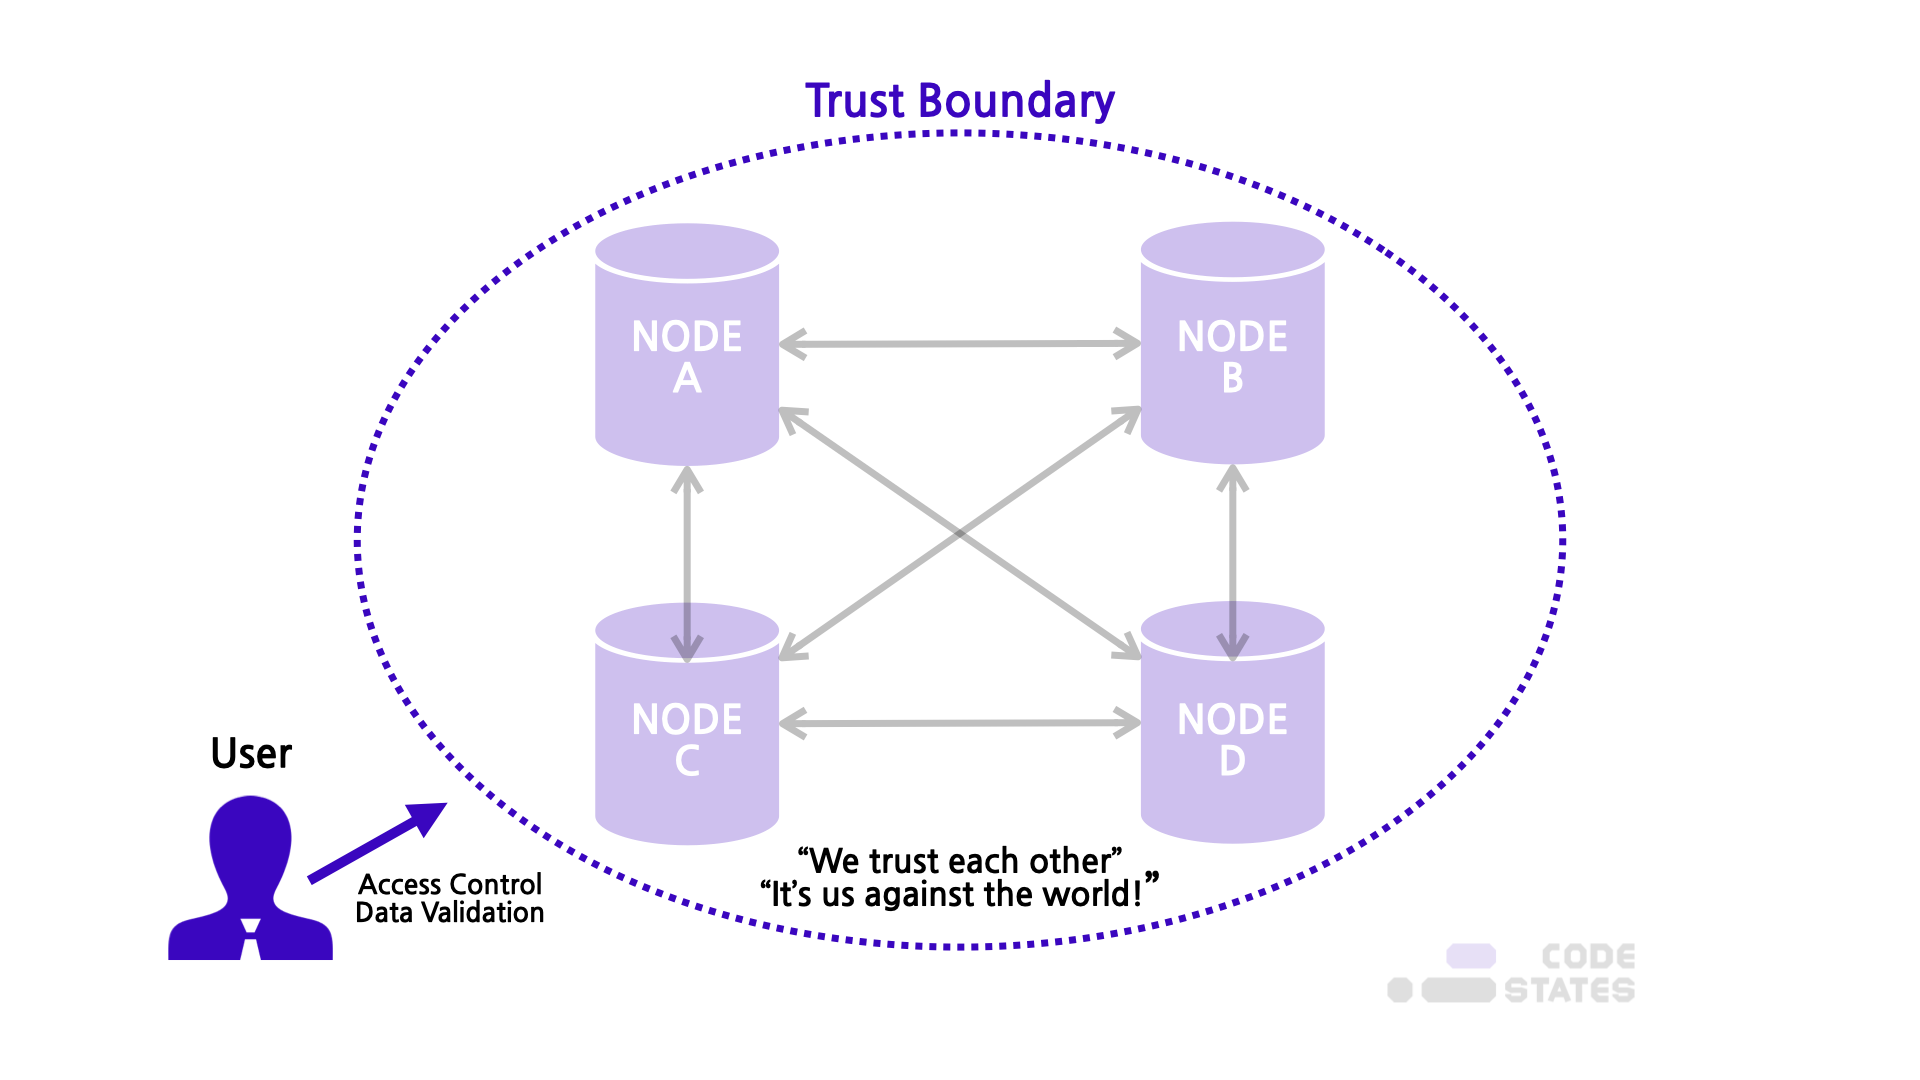 Trust Boundary
NODE
A
NODE
B
NODE
C
NODE
D
User
Access Control
Data Validation
“We trust each other”
“It’s us against the world!”
CODE
STATES